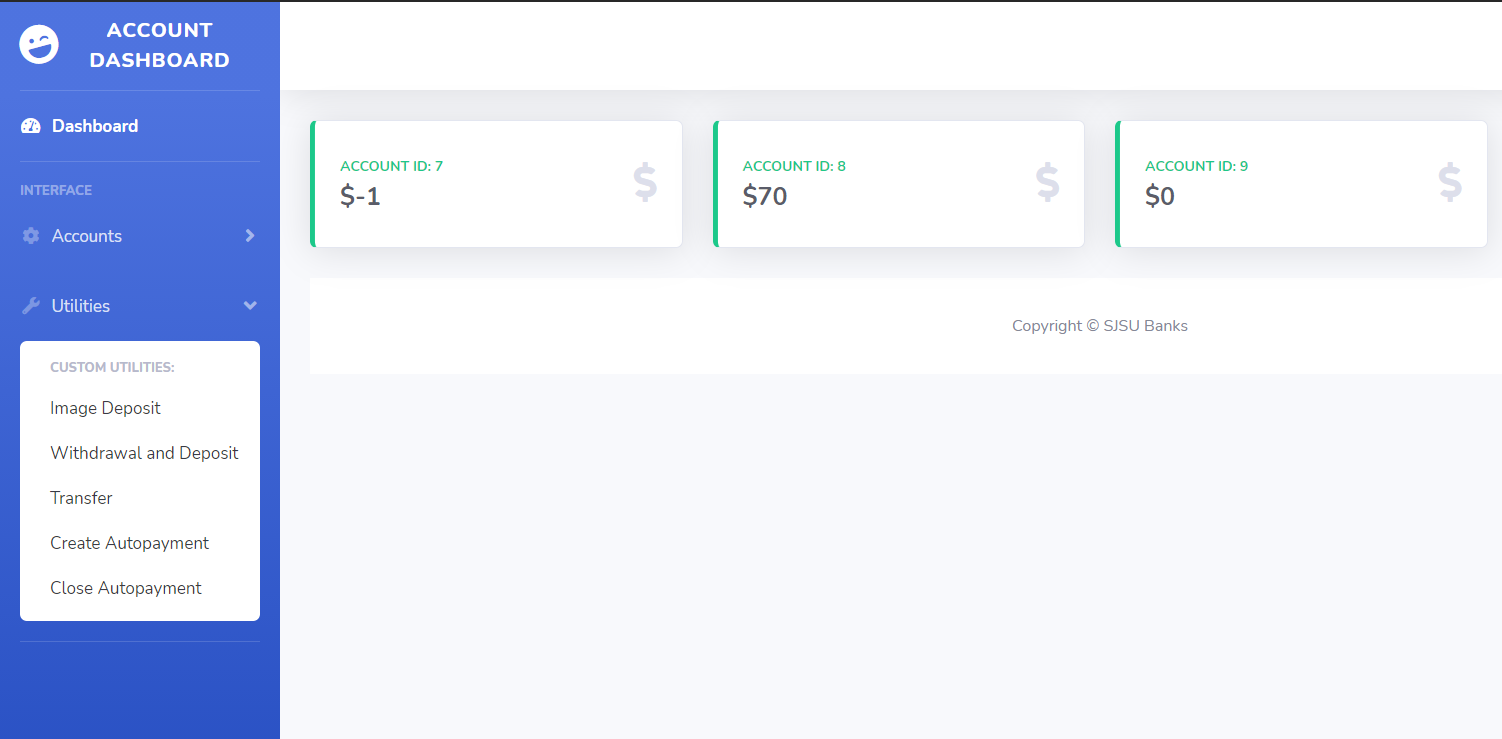 ACCOUNT
DASHBOARD
Dashboard
INTERFACE
Accounts
Utilities
CUSTOM UTILITIES:
Image Deposit
Withdrawal and Deposit
Transfer
Create Autopayment
Close Autopayment
ACCOUNT ID: 7
$-1
$
ACCOUNT ID: 8
$70
$
ACCOUNT ID: 9
$0
$
Copyright © SJSU Banks